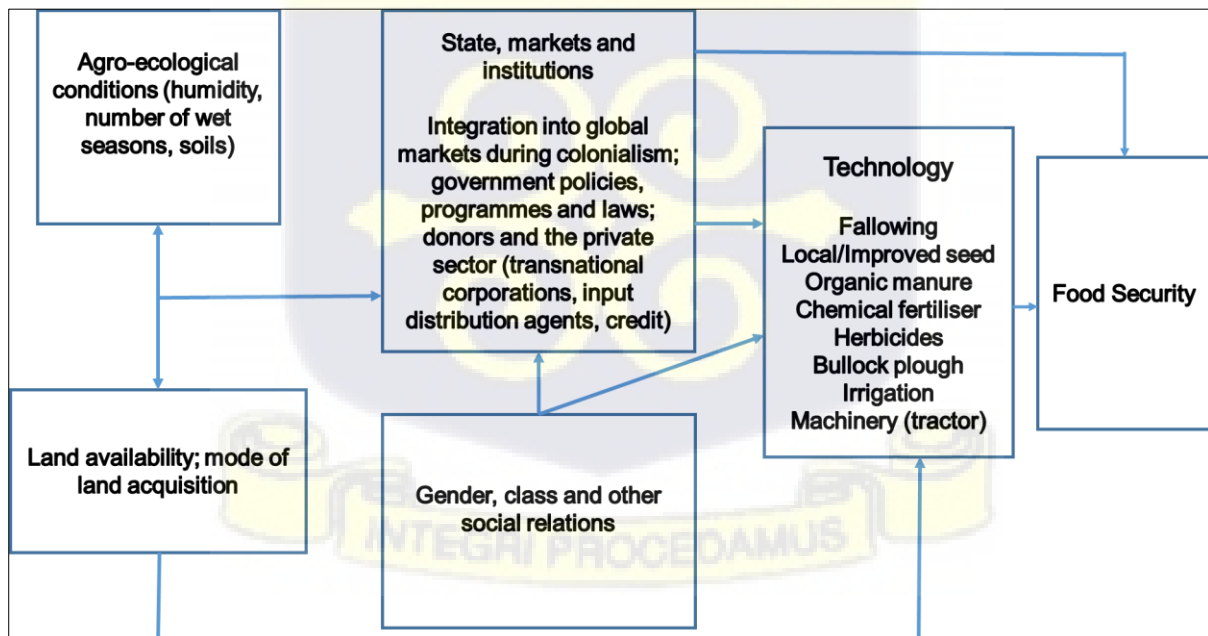 Agro-ecological
conditions (humidity,
number of wet
seasons, soils)
State, markets and
institutions
Integration into global
markets during colonialism;
government policies,
programmes and laws;
donors and the private
sector (transnational
corporations, input
distribution agents, credit)
Technology
Fallowing
Local/Improved seed
Organic manure
Chemical fertiliser
Herbicides
Bullock plough
Irrigation
Machinery (tractor)
Food Security
Land availability; mode of
land acquisition
Gender, class and other
social relations
INTEGRI PROCEDAMUS